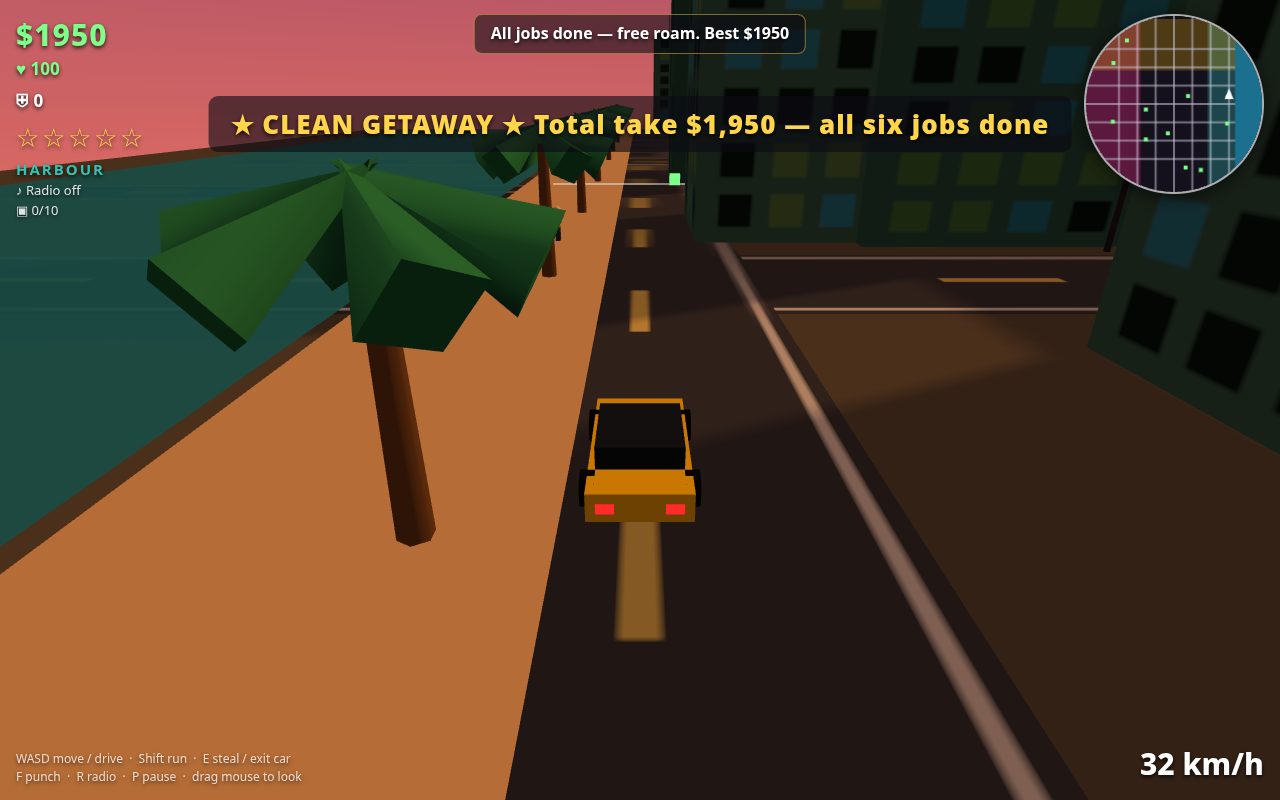 $1950
♥ 100
⛨ 0
☆☆☆☆☆
HARBOUR
♪ Radio off
▣ 0/10
All jobs done — free roam. Best $1950
★ CLEAN GETAWAY ★ Total take $1,950 — all six jobs done
WASD move / drive · Shift run · E steal / exit car
F punch · R radio · P pause · drag mouse to look
32 km/h